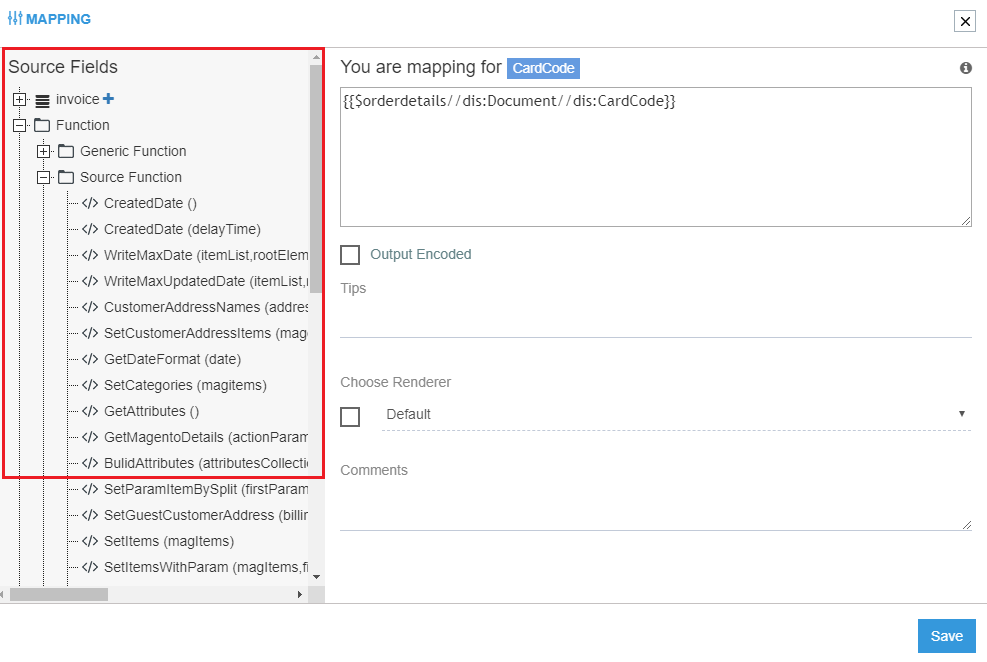 MAPPING
Source Fields
invoice
Function
Generic Function
Source Function
CreatedDate ()
CreatedDate (delayTime)
WriteMaxDate (itemList,rootElem
WriteMaxUpdatedDate (itemList,
CustomerAddressNames (addres
SetCustomerAddressItems (mag
GetDateFormat (date)
SetCategories (magitems)
GetAttributes ()
GetMagentoDetails (actionParam
BulidAttributes (attributesCollecti
SetParamItemBySplit (firstParam
SetGuestCustomerAddress (billin
SetItems (magItems)
SetItemsWithParam (magItems,fi
You are mapping for CardCode
{{$orderdetails//dis:Document//dis:CardCode}}
Output Encoded
Tips
Choose Renderer
Default
Comments
Save